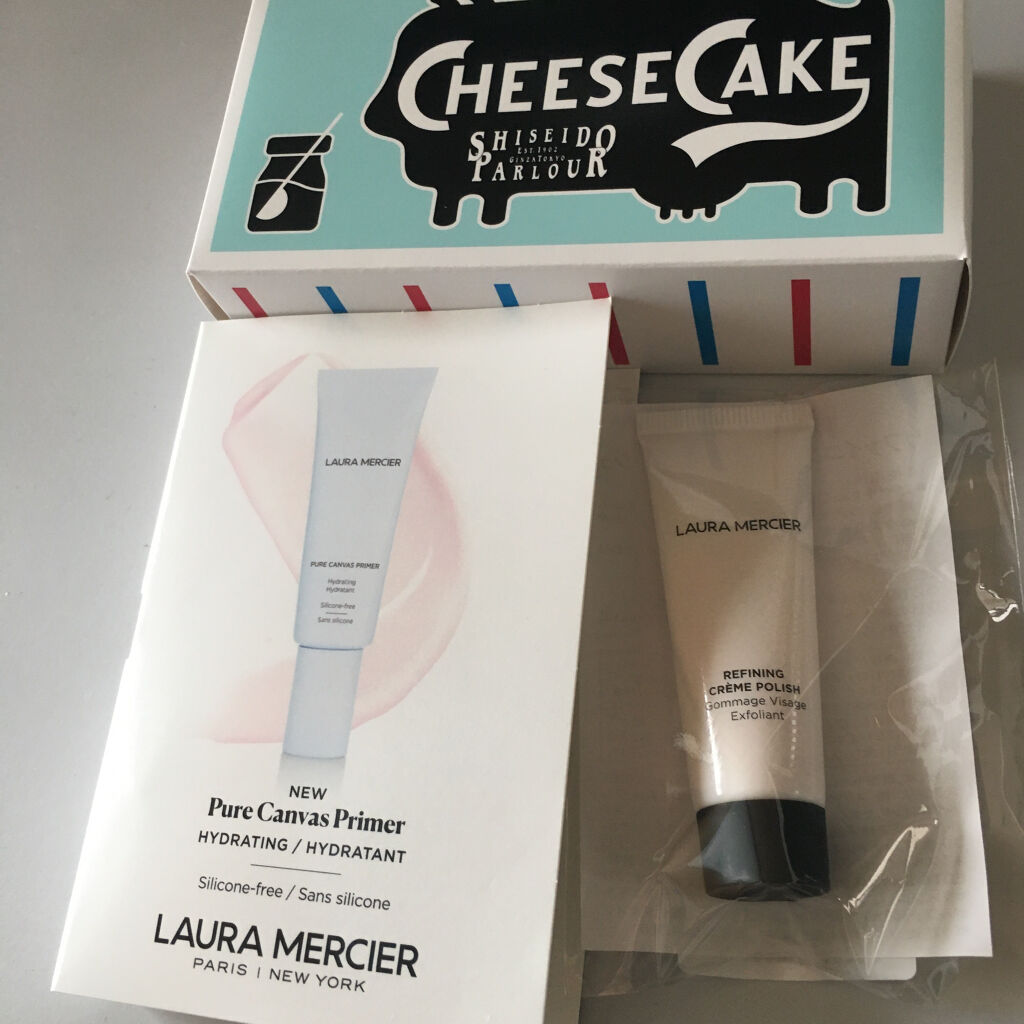 CHEESECAKE
SHISEIDO
EST.1902
GINZATOKYO
PARLOUR
LAURA MERCIER
PURE CANVAS PRIMER
Hydrating
Hydratant
Silicone-free
Sans silicone
NEW
Pure Canvas Primer
HYDRATING / HYDRATANT
Silicone-free / Sans silicone
LAURA MERCIER
PARIS | NEW YORK
LAURA MERCIER
REFINING
CRÈME POLISH
Gommage Visage
Exfoliant